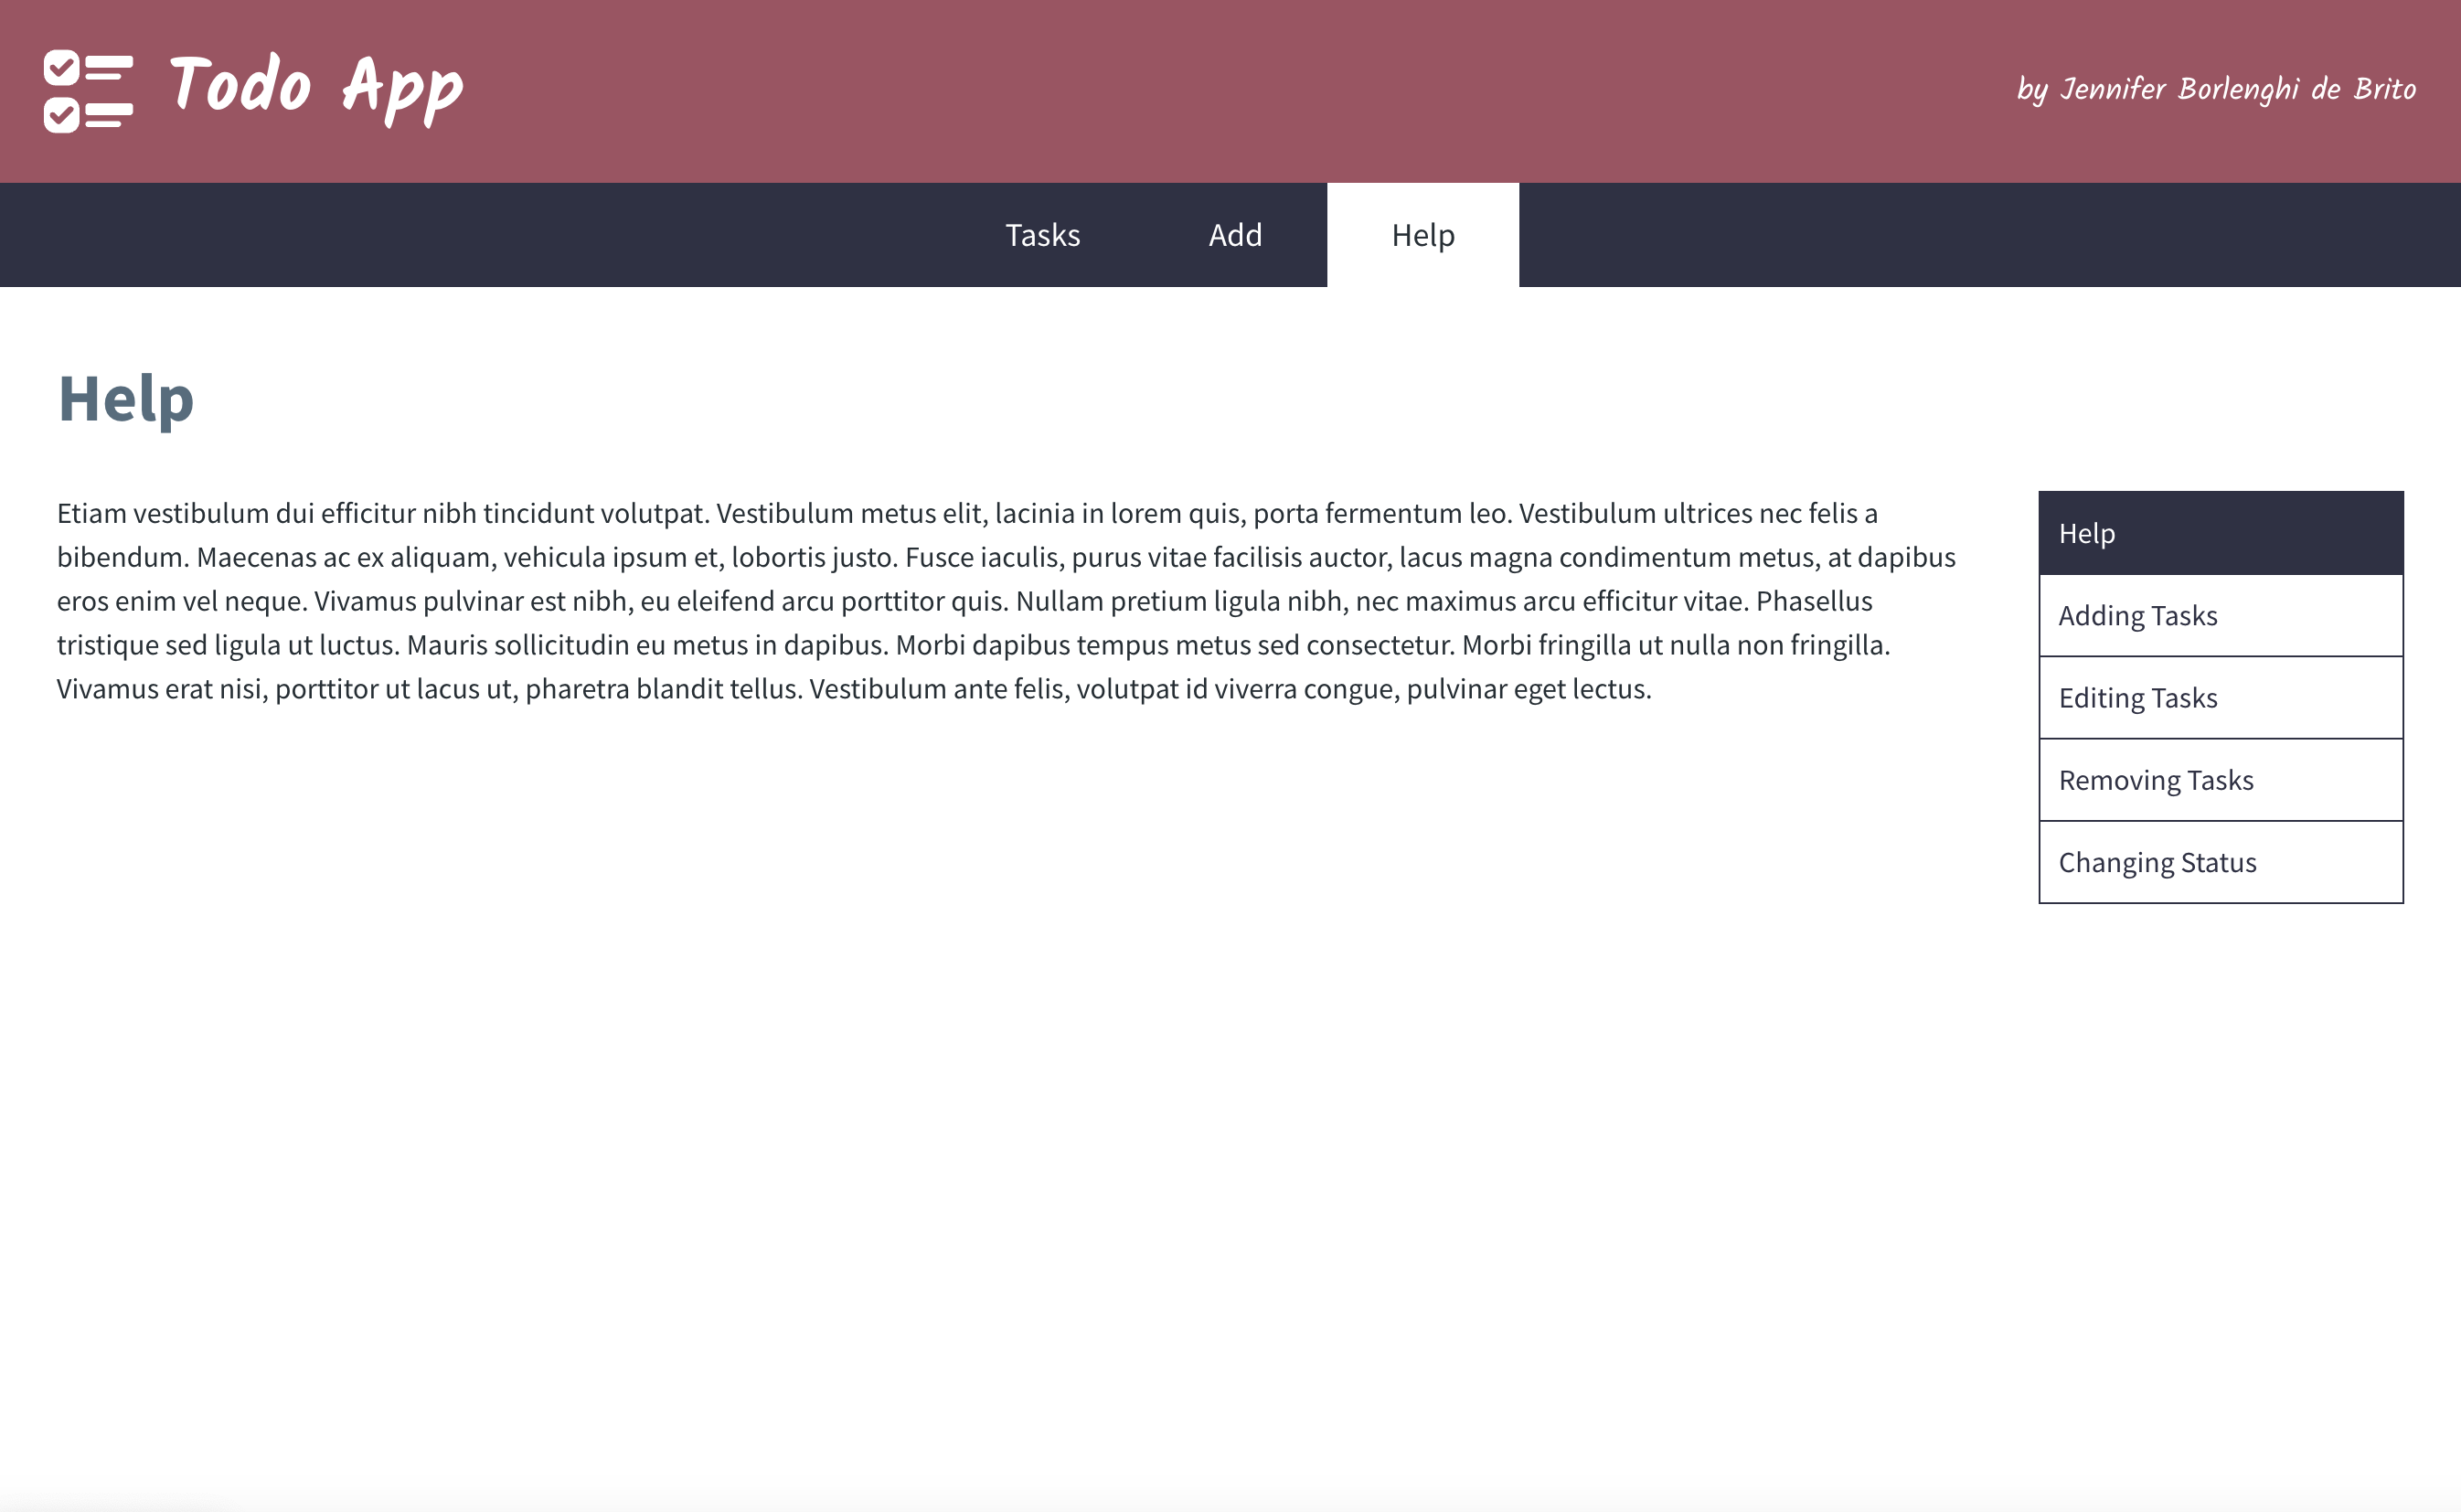 Todo App
by Jennifer Borlenghi de Brito
Tasks
Add
Help
Help
Etiam vestibulum dui efficitur nibh tincidunt volutpat. Vestibulum metus elit, lacinia in lorem quis, porta fermentum leo. Vestibulum ultrices nec felis a
bibendum. Maecenas ac ex aliquam, vehicula ipsum et, lobortis justo. Fusce iaculis, purus vitae facilisis auctor, lacus magna condimentum metus, at dapibus
eros enim vel neque. Vivamus pulvinar est nibh, eu eleifend arcu porttitor quis. Nullam pretium ligula nibh, nec maximus arcu efficitur vitae. Phasellus
tristique sed ligula ut luctus. Mauris sollicitudin eu metus in dapibus. Morbi dapibus tempus metus sed consectetur. Morbi fringilla ut nulla non fringilla.
Vivamus erat nisi, porttitor ut lacus ut, pharetra blandit tellus. Vestibulum ante felis, volutpat id viverra congue, pulvinar eget lectus.
Help
Adding Tasks
Editing Tasks
Removing Tasks
Changing Status